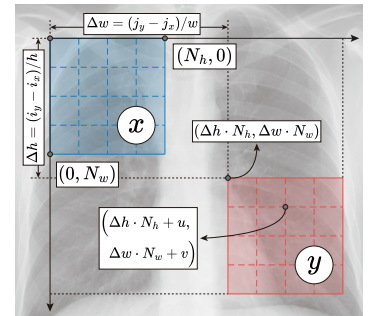 Δw = (j_y − j_x)/w
(N_h, 0)
Δh = (i_y − i_x)/h
x
(Δh · N_h, Δw · N_w)
(0, N_w)
(Δh · N_h + u,
Δw · N_w + v)
y